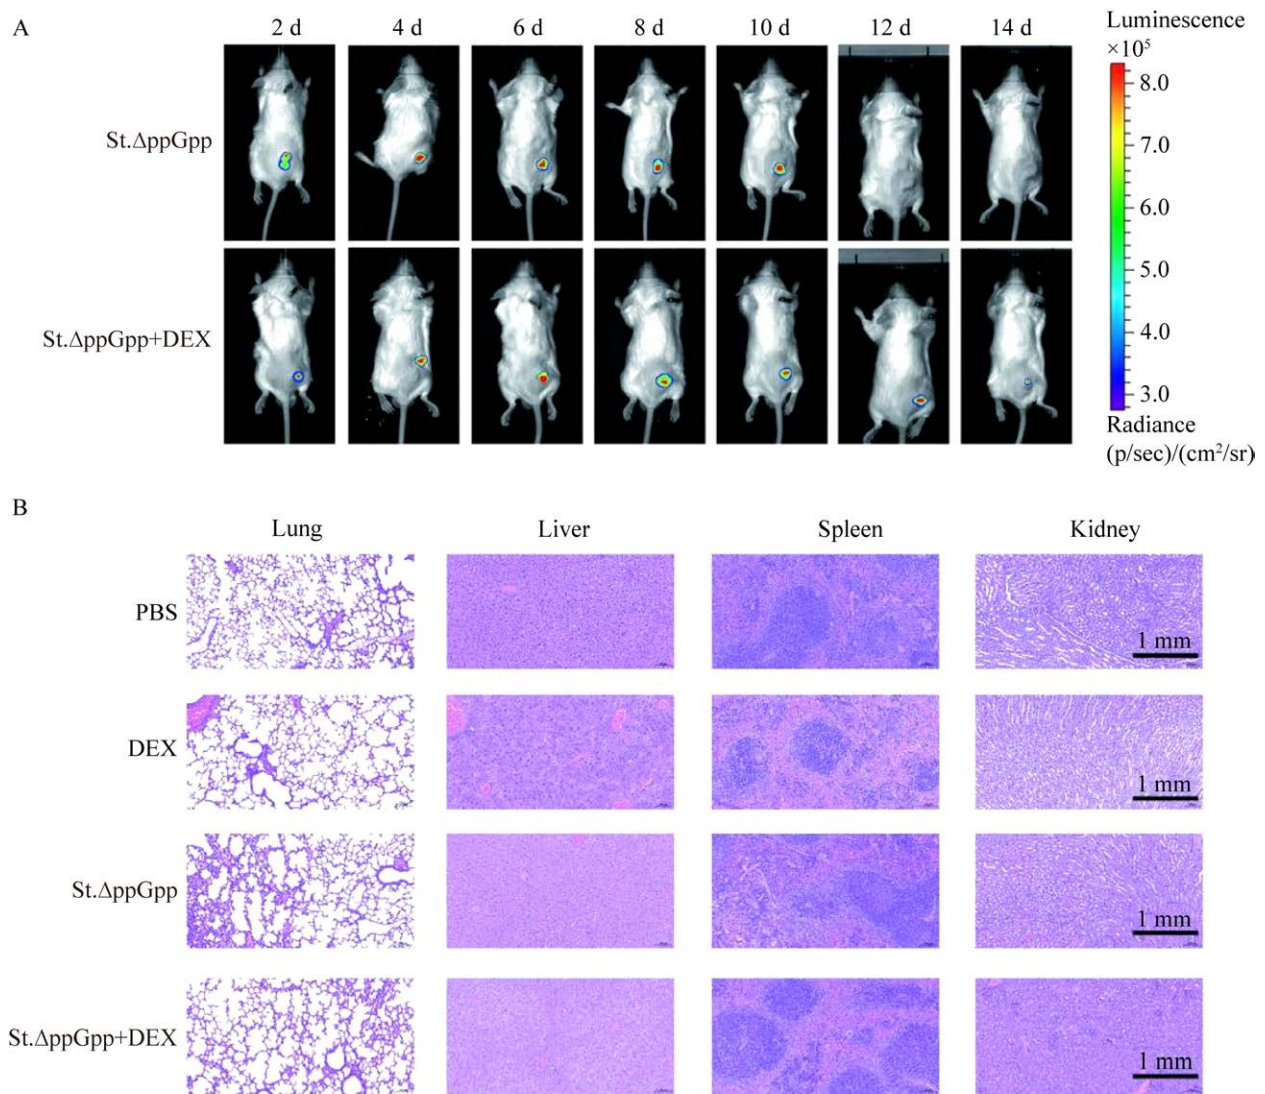 A
2 d 4 d 6 d 8 d 10 d 12 d 14 d
Luminescence
×10⁵
St.ΔppGpp
St.ΔppGpp+DEX
8.0
7.0
6.0
5.0
4.0
3.0
Radiance
(p/sec)/(cm²/sr)
B
Lung Liver Spleen Kidney
PBS
1 mm
DEX
1 mm
St.ΔppGpp
1 mm
St.ΔppGpp+DEX
1 mm